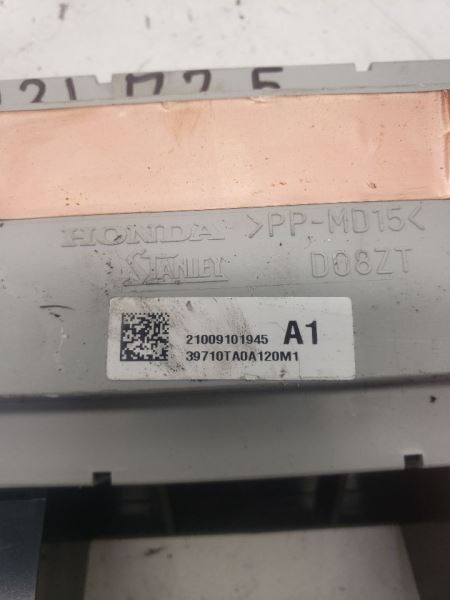 HONDA >PP-MD15<
STANLEY D08ZT
21009101945 A1
39710TA0A120M1